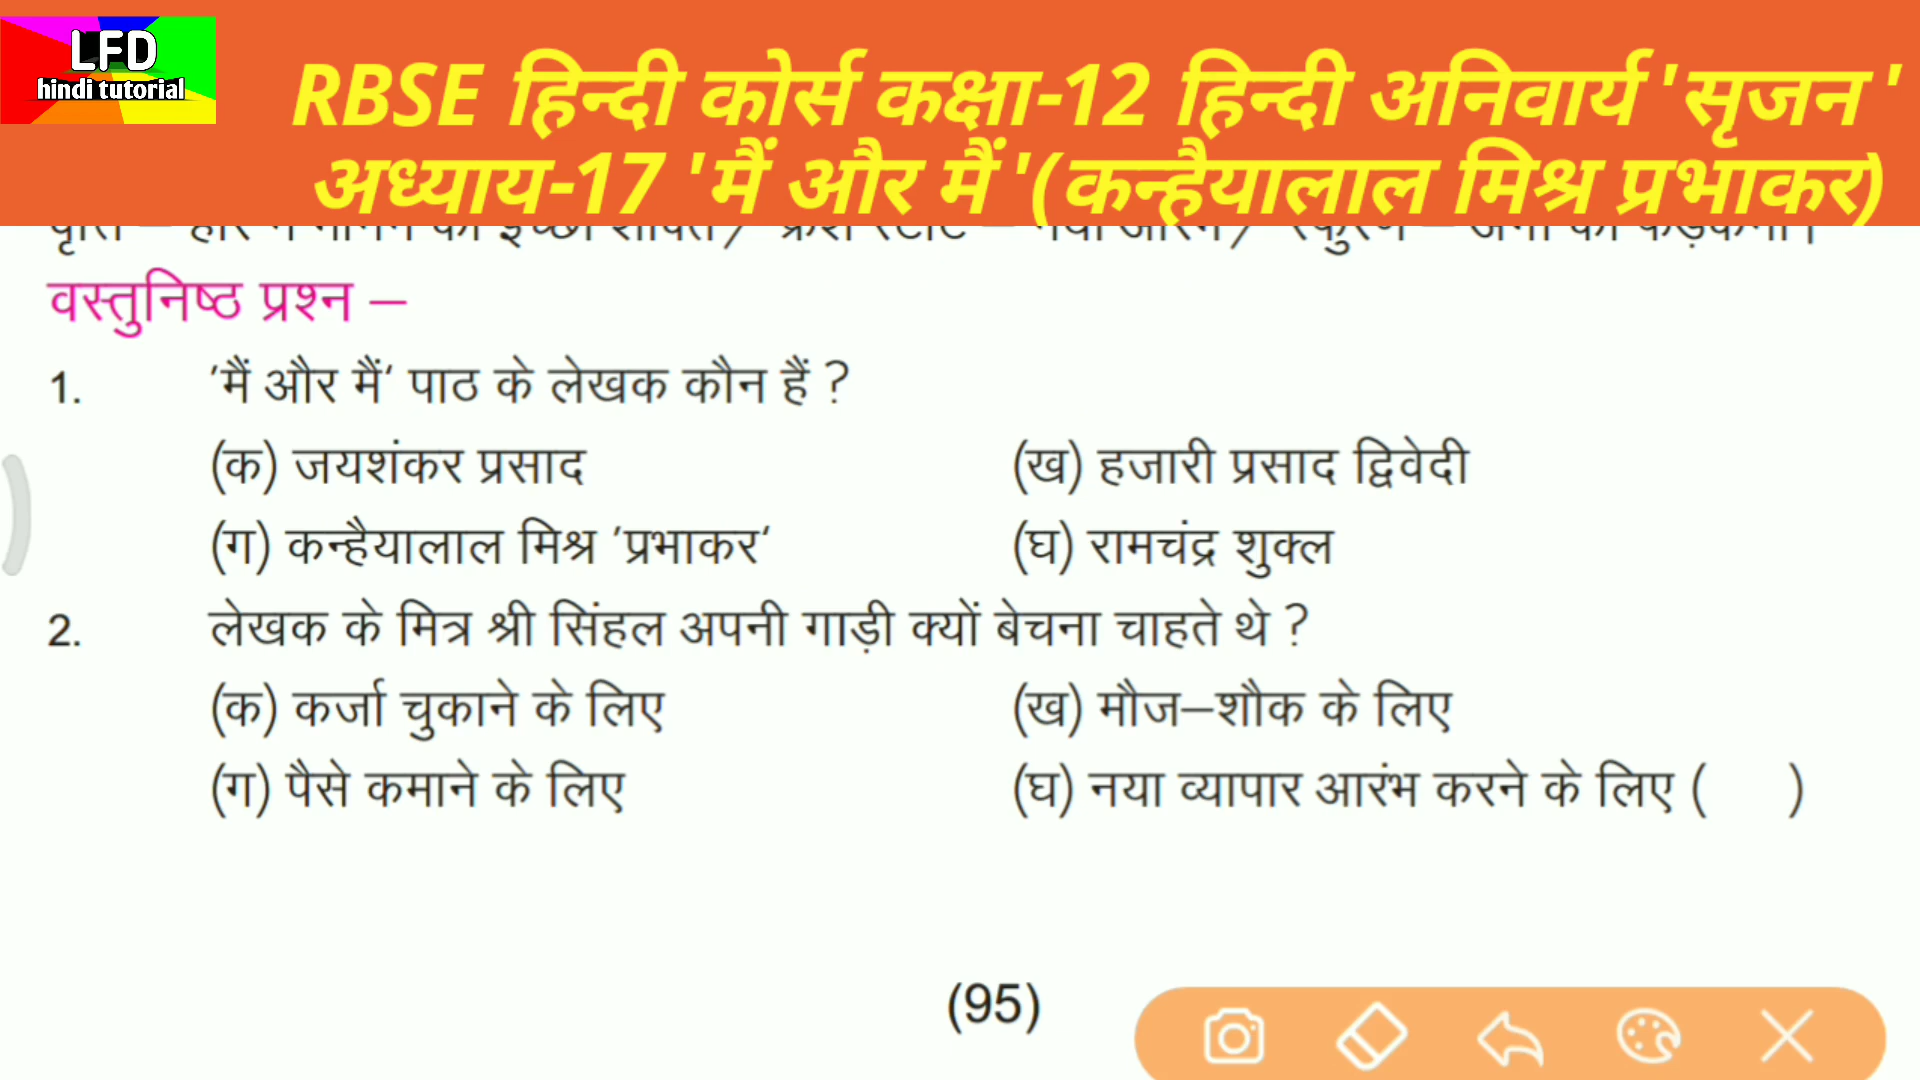 LFD
hindi tutorial
RBSE हिन्दी कोर्स कक्षा-12 हिन्दी अनिवार्य 'सृजन '
अध्याय-17 'मैं और मैं '(कन्हैयालाल मिश्र प्रभाकर)
वस्तुनिष्ठ प्रश्न –
1. ’मैं और मैं‘ पाठ के लेखक कौन हैं ?
(क) जयशंकर प्रसाद (ख) हजारी प्रसाद द्विवेदी
(ग) कन्हैयालाल मिश्र ’प्रभाकर‘ (घ) रामचंद्र शुक्ल
2. लेखक के मित्र श्री सिंहल अपनी गाड़ी क्यों बेचना चाहते थे ?
(क) कर्जा चुकाने के लिए (ख) मौज–शौक के लिए
(ग) पैसे कमाने के लिए (घ) नया व्यापार आरंभ करने के लिए ( )
(95)